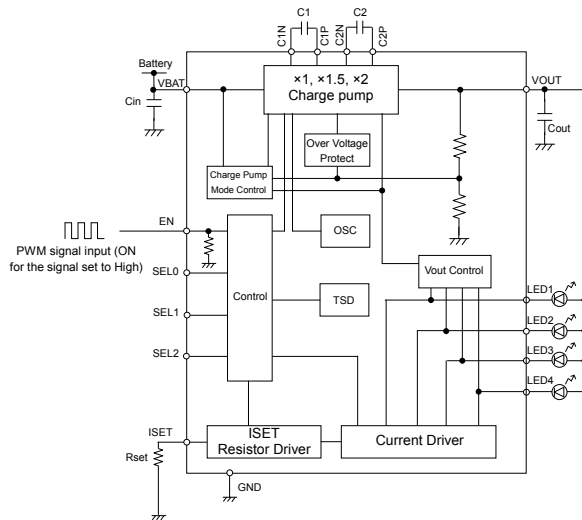 C1
C2
C1N
C1P
C2N
C2P
Battery
VBAT
×1, ×1.5, ×2
Charge pump
VOUT
Cin
Cout
Over Voltage
Protect
Charge Pump
Mode Control
EN
PWM signal input (ON
for the signal set to High)
OSC
SEL0
Control
Vout Control
TSD
LED1
SEL1
LED2
LED3
SEL2
LED4
ISET
ISET
Resistor Driver
Current Driver
Rset
GND